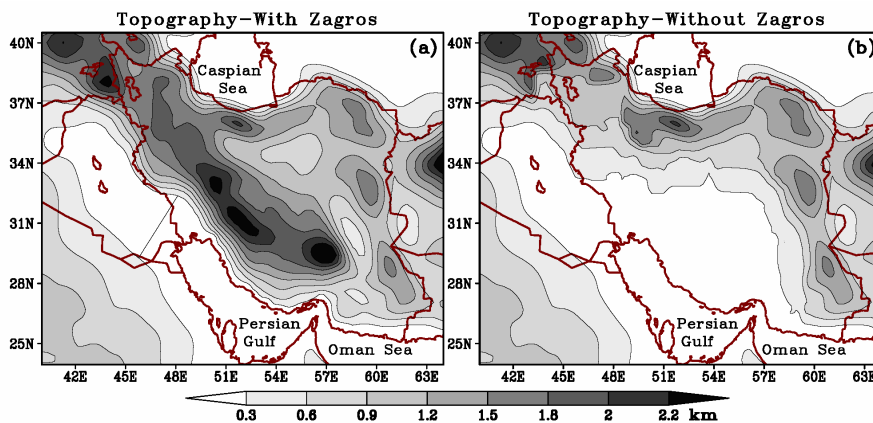 Topography-With Zagros
Topography-Without Zagros
40N
37N
34N
31N
28N
25N
(a)
Caspian
Sea
Persian
Gulf
Oman Sea
42E 45E 48E 51E 54E 57E 60E 63E
40N
37N
34N
31N
28N
25N
(b)
Caspian
Sea
Persian
Gulf
Oman Sea
42E 45E 48E 51E 54E 57E 60E 63
0.3 0.6 0.9 1.2 1.5 1.8 2 2.2 km